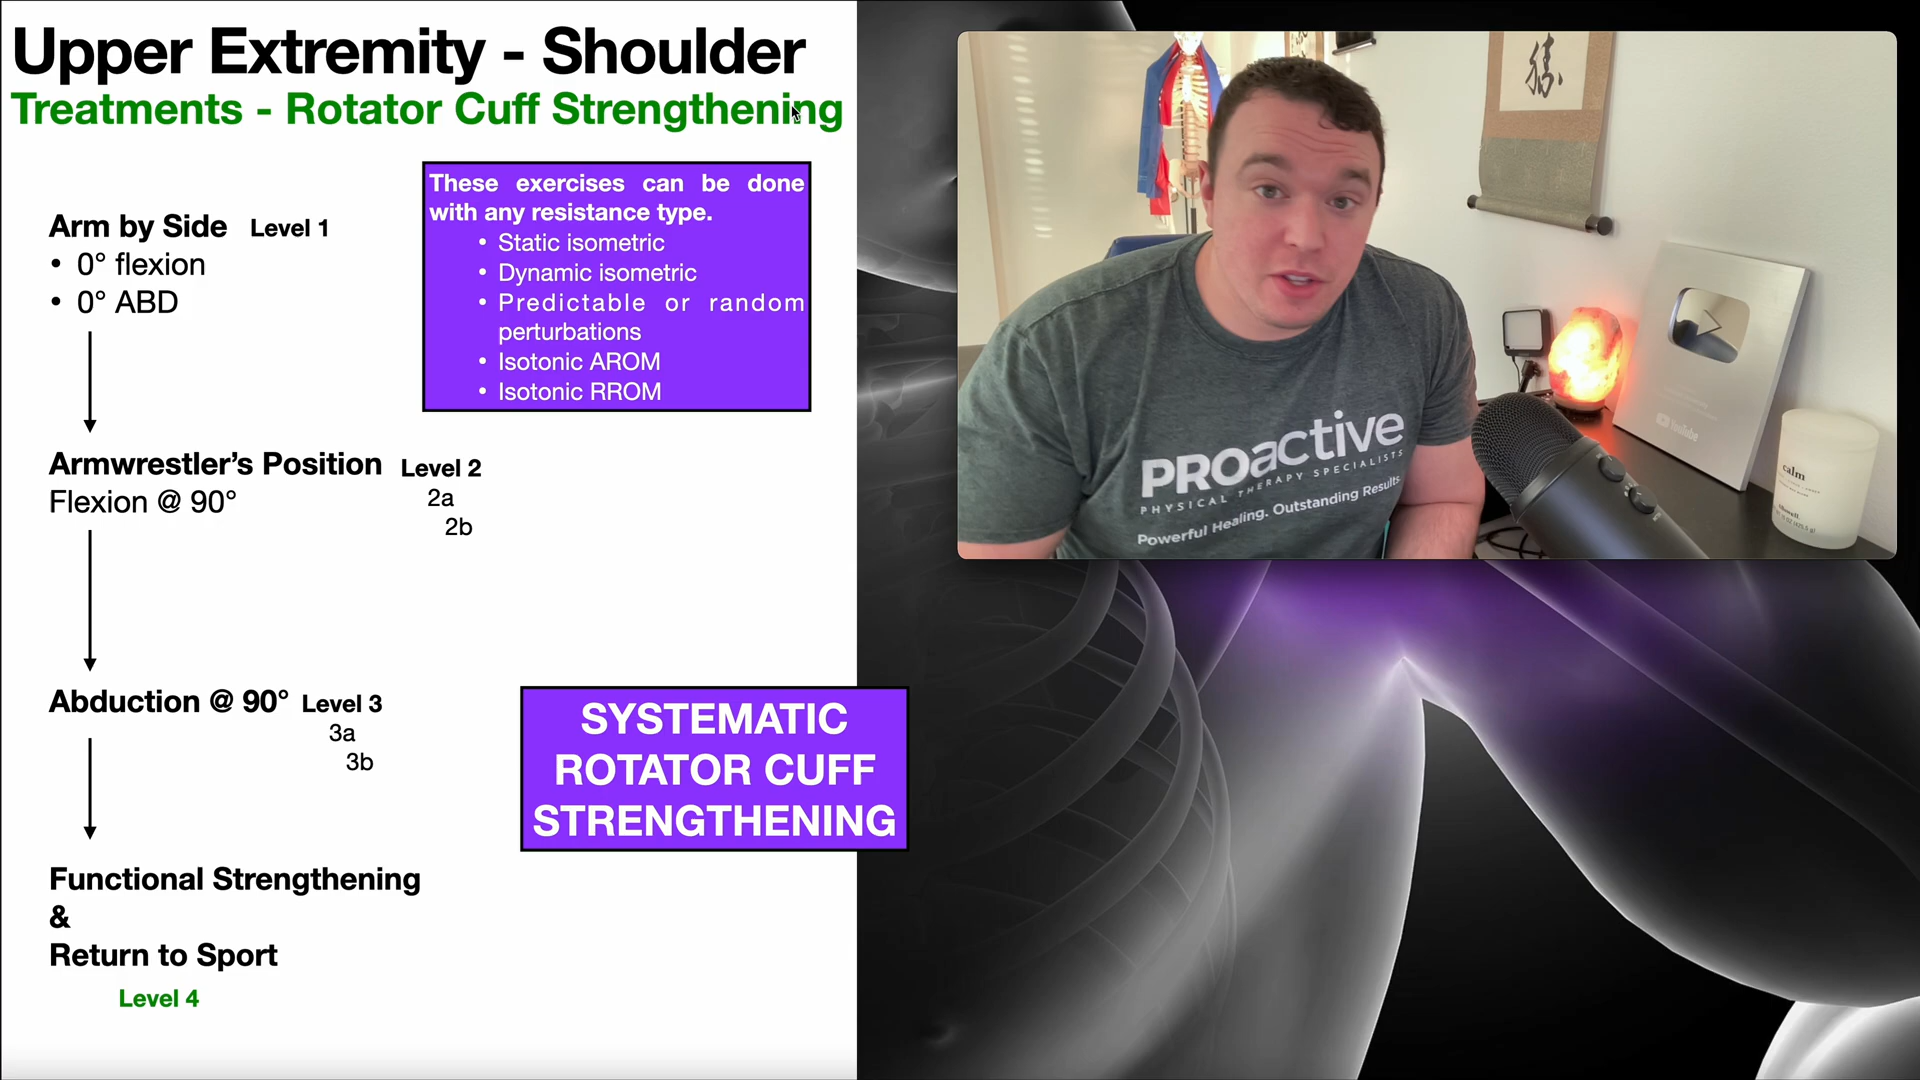 Upper Extremity - Shoulder
Treatments - Rotator Cuff Strengthening
These exercises can be done
with any resistance type.
• Static isometric
• Dynamic isometric
• Predictable or random
perturbations
• Isotonic AROM
• Isotonic RROM
Arm by Side Level 1
• 0° flexion
• 0° ABD
Armwrestler's Position Level 2
Flexion @ 90°
2a
2b
Abduction @ 90° Level 3
3a
3b
SYSTEMATIC
ROTATOR CUFF
STRENGTHENING
Functional Strengthening
&
Return to Sport
Level 4
PROactive
PHYSICAL THERAPY SPECIALISTS
Powerful Healing. Outstanding Results.
YouTube
calm